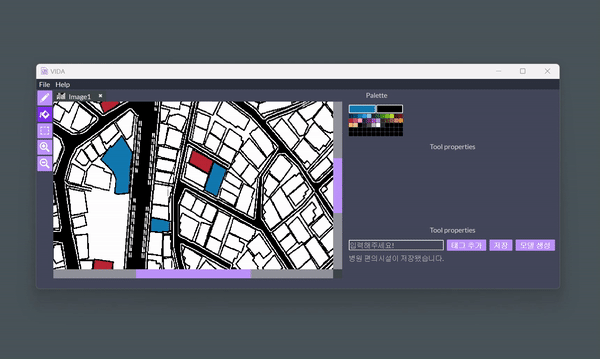 VIDA
File Help
Image1
Palette
Tool properties
Tool properties
입력해주세요!
태그 추가 저장 모델 생성
병원 편의시설이 저장됐습니다.